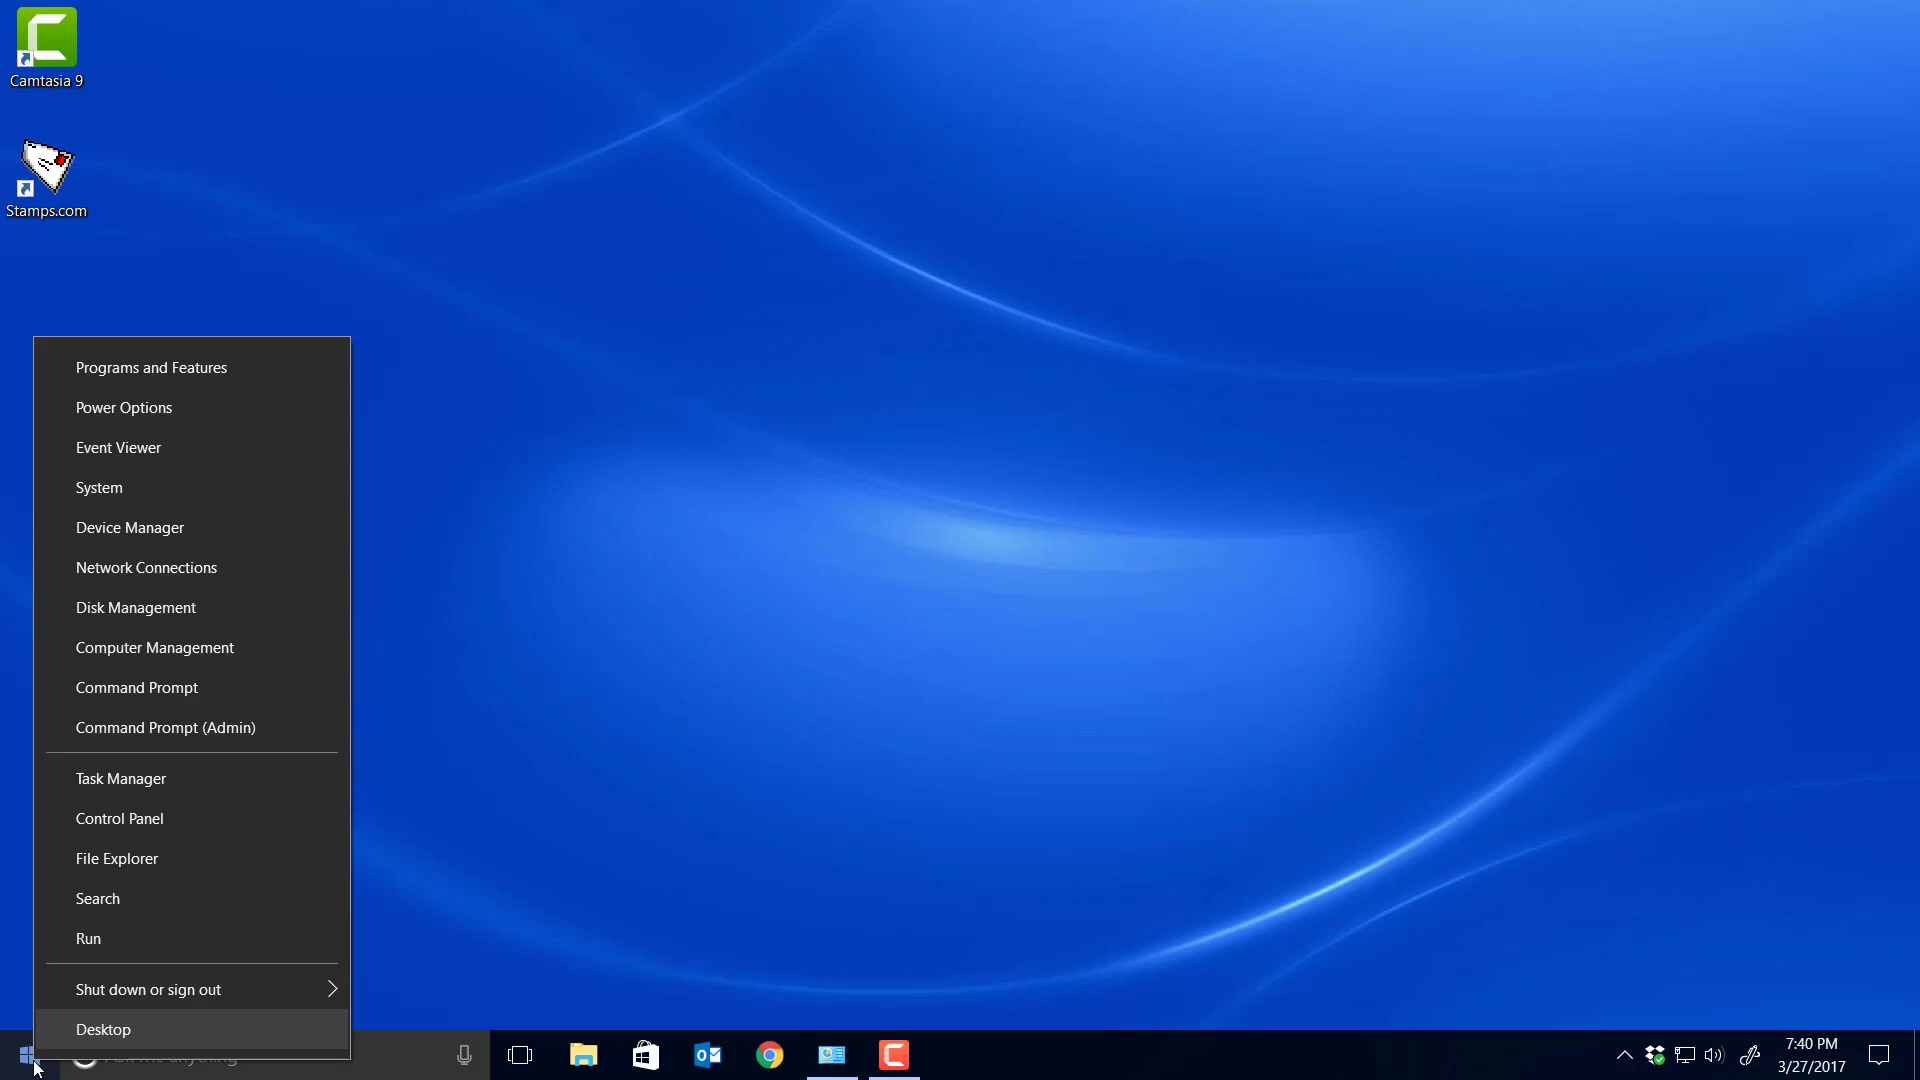 Camtasia 9
Stamps.com
Programs and Features
Power Options
Event Viewer
System
Device Manager
Network Connections
Disk Management
Computer Management
Command Prompt
Command Prompt (Admin)
Task Manager
Control Panel
File Explorer
Search
Run
Shut down or sign out
Desktop
7:40 PM
3/27/2017